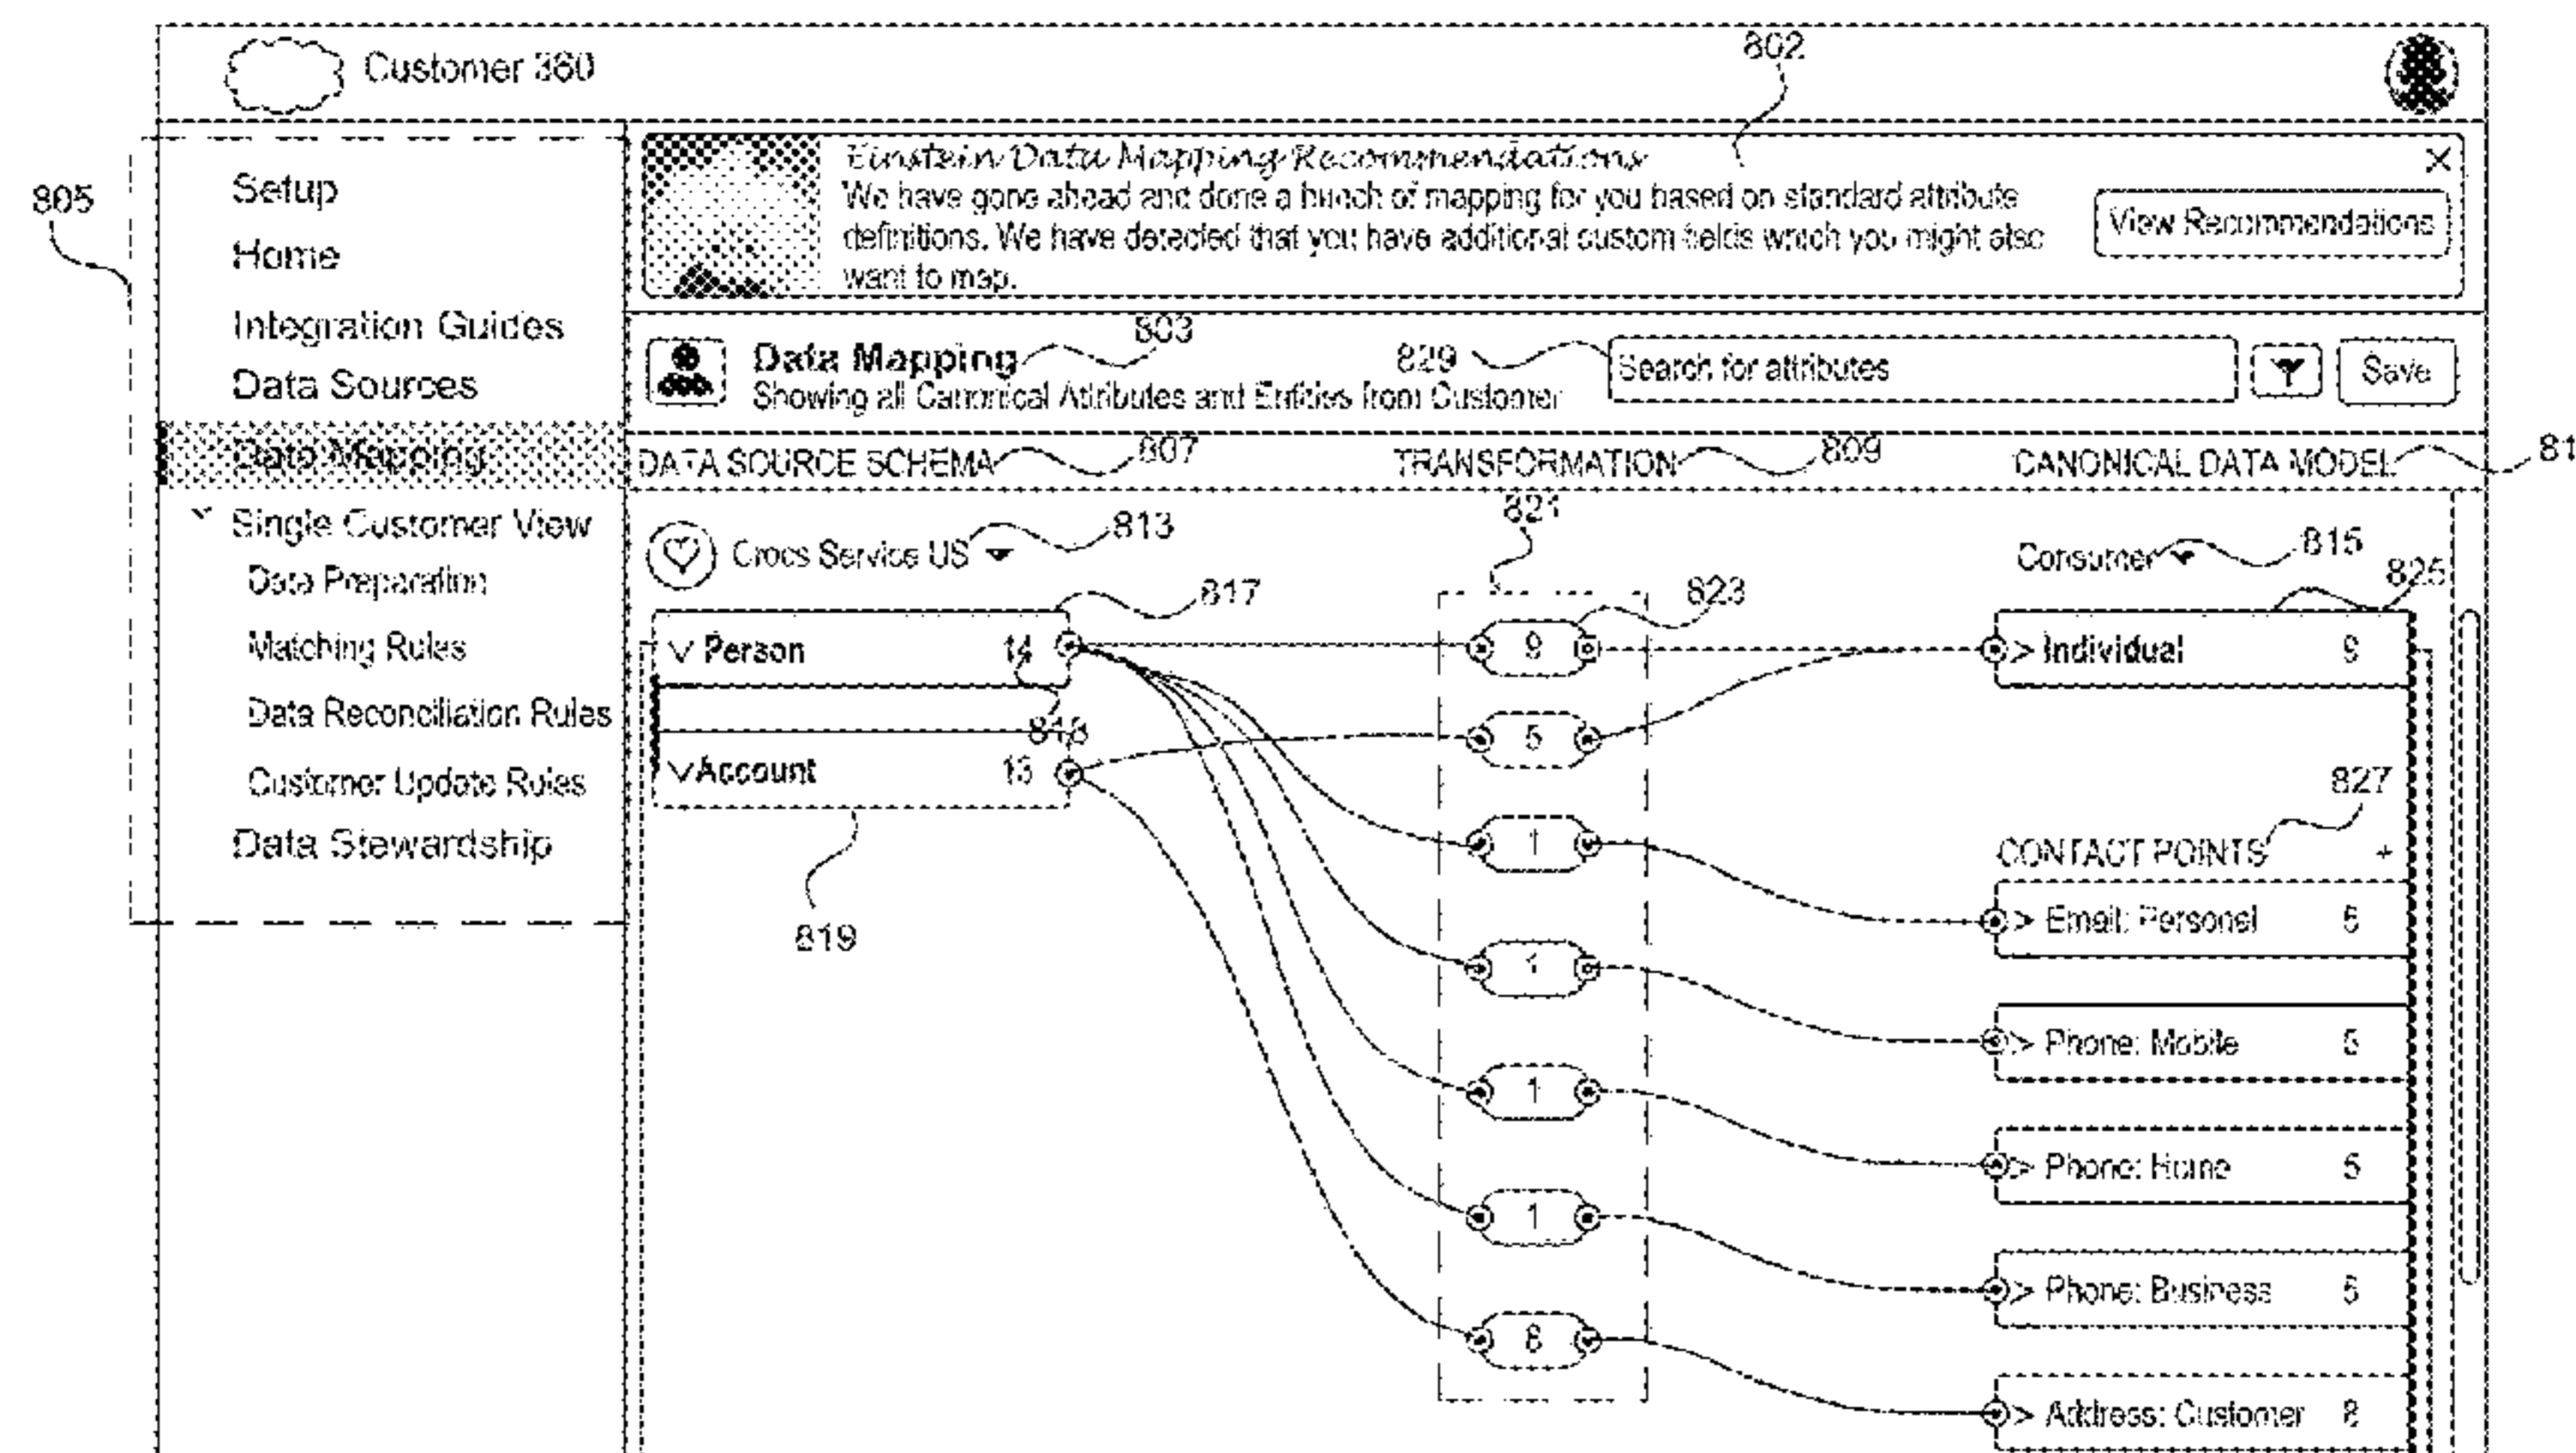 Customer 360
802
Einstein Data Mapping Recommendations
We have gone ahead and done a bunch of mapping for you based on standard attribute
definitions. We have detected that you have additional custom fields which you might also
want to map.
View Recommendations
805
Setup
Home
Integration Guides
Data Sources
Data Mapping
Single Customer View
Data Preparation
Matching Rules
Data Reconciliation Rules
Customer Update Rules
Data Stewardship
Data Mapping
803
Showing all Canonical Attributes and Entities from Customer
829
Search for attributes
Save
DATA SOURCE SCHEMA
807
TRANSFORMATION
809
CANONICAL DATA MODEL
81
Crocs Service US
813
821
Consumer
815
817
823
825
Person 14
818
Account 13
819
9
5
1
1
1
1
8
Individual 9
827
CONTACT POINTS +
Email: Personal 5
Phone: Mobile 5
Phone: Home 5
Phone: Business 5
Address: Customer 8